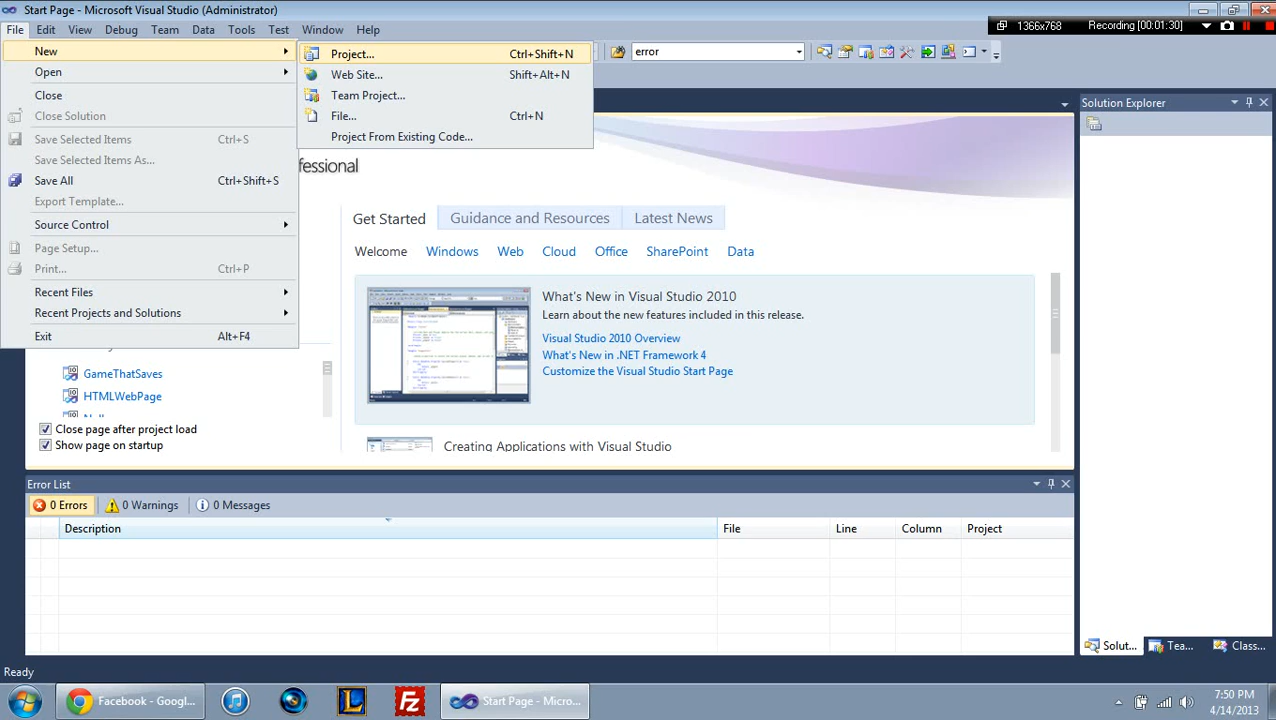 Start Page - Microsoft Visual Studio (Administrator)
File Edit View Debug Team Data Tools Test Window Help
1366x768 Recording [00:01:30]
error
New
Open
Close
Close Solution
Save Selected Items Ctrl+S
Save Selected Items As...
Save All Ctrl+Shift+S
Export Template...
Source Control
Page Setup...
Print... Ctrl+P
Recent Files
Recent Projects and Solutions
Exit Alt+F4
Project... Ctrl+Shift+N
Web Site... Shift+Alt+N
Team Project...
File... Ctrl+N
Project From Existing Code...
fessional
Get Started Guidance and Resources Latest News
Welcome Windows Web Cloud Office SharePoint Data
What's New in Visual Studio 2010
Learn about the new features included in this release.
Visual Studio 2010 Overview
What's New in .NET Framework 4
Customize the Visual Studio Start Page
Creating Applications with Visual Studio
GameThatSaves
HTMLWebPage
Close page after project load
Show page on startup
Solution Explorer
Error List
0 Errors 0 Warnings 0 Messages
Description File Line Column Project
Solut... Tea... Class...
Ready
Facebook - Googl...
Fz
Start Page - Micro...
7:50 PM
4/14/2013